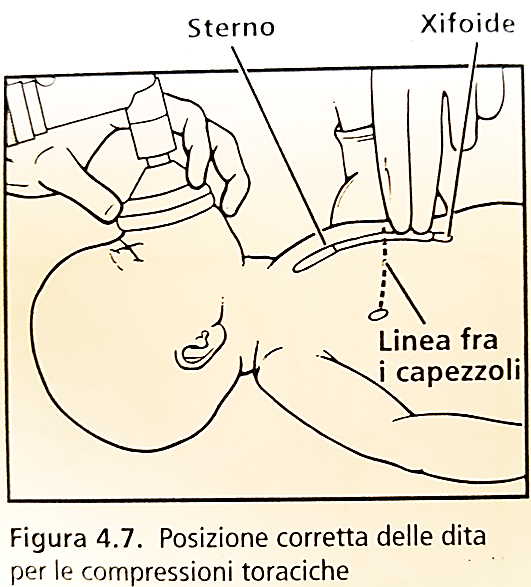 Sterno
Xifoide
Linea fra
i capezzoli
Figura 4.7. Posizione corretta delle dita
per le compressioni toraciche